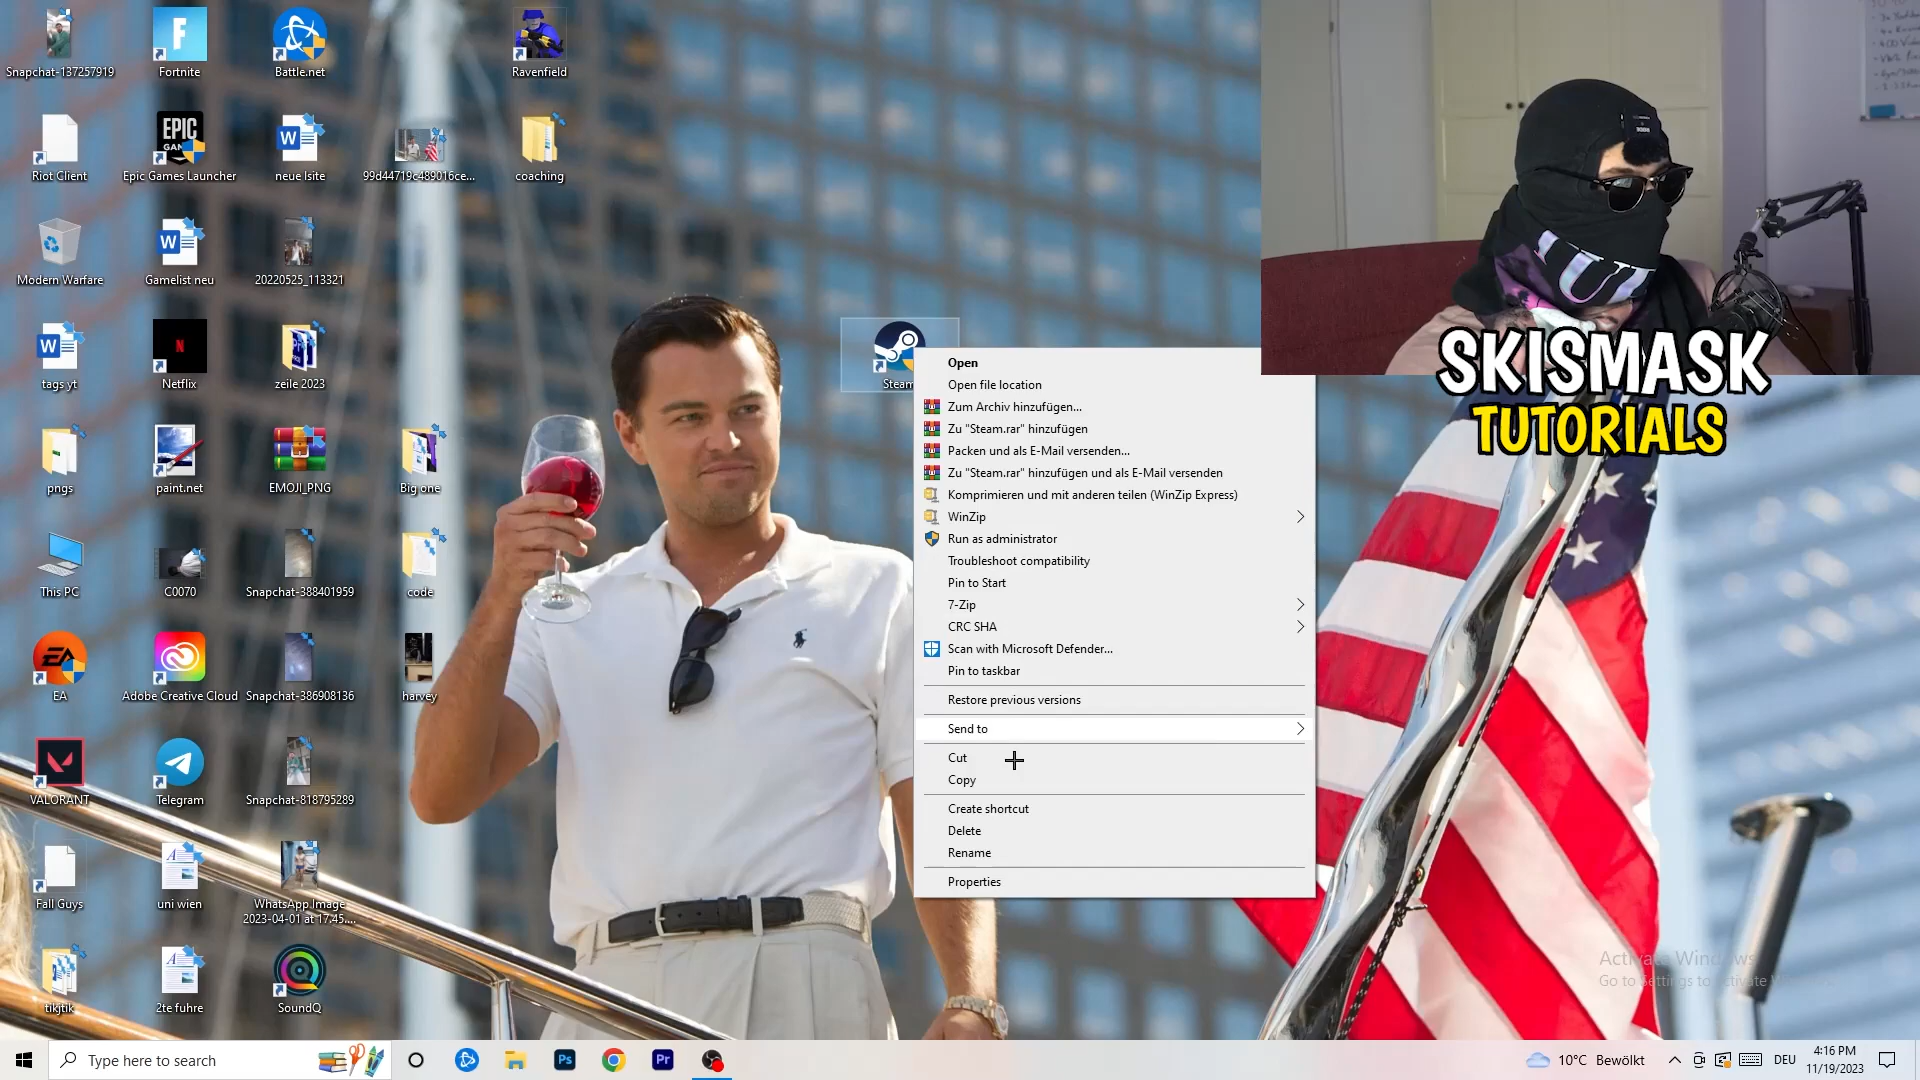 Snapchat-137257919
Fortnite
Battle.net
Ravenfield
Riot Client
EPIC
Epic Games Launcher
neue lsite
99d44719c489016ce...
coaching
Modern Warfare
Gamelist neu
20220525_113321
tags yt
Netflix
zeile 2023
Steam
pngs
paint.net
EMOJI_PNG
Big one
This PC
C0070
Snapchat-388401959
code
EA
Adobe Creative Cloud
Snapchat-386908136
harvey
VALORANT
Telegram
Snapchat-818795289
Fall Guys
uni wien
WhatsApp Image
2023-04-01 at 17.45....
tikjtik
2te fuhre
SoundQ
Open
Open file location
Zum Archiv hinzufügen...
Zu "Steam.rar" hinzufügen
Packen und als E-Mail versenden...
Zu "Steam.rar" hinzufügen und als E-Mail versenden
Komprimieren und mit anderen teilen (WinZip Express)
WinZip
Run as administrator
Troubleshoot compatibility
Pin to Start
7-Zip
CRC SHA
Scan with Microsoft Defender...
Pin to taskbar
Restore previous versions
Send to
Cut
Copy
Create shortcut
Delete
Rename
Properties
SKISMASK
TUTORIALS
Activate Windows
Go to Settings to activate
Type here to search
Ps
Pr
10°C Bewölkt
DEU
4:16 PM
11/19/2023